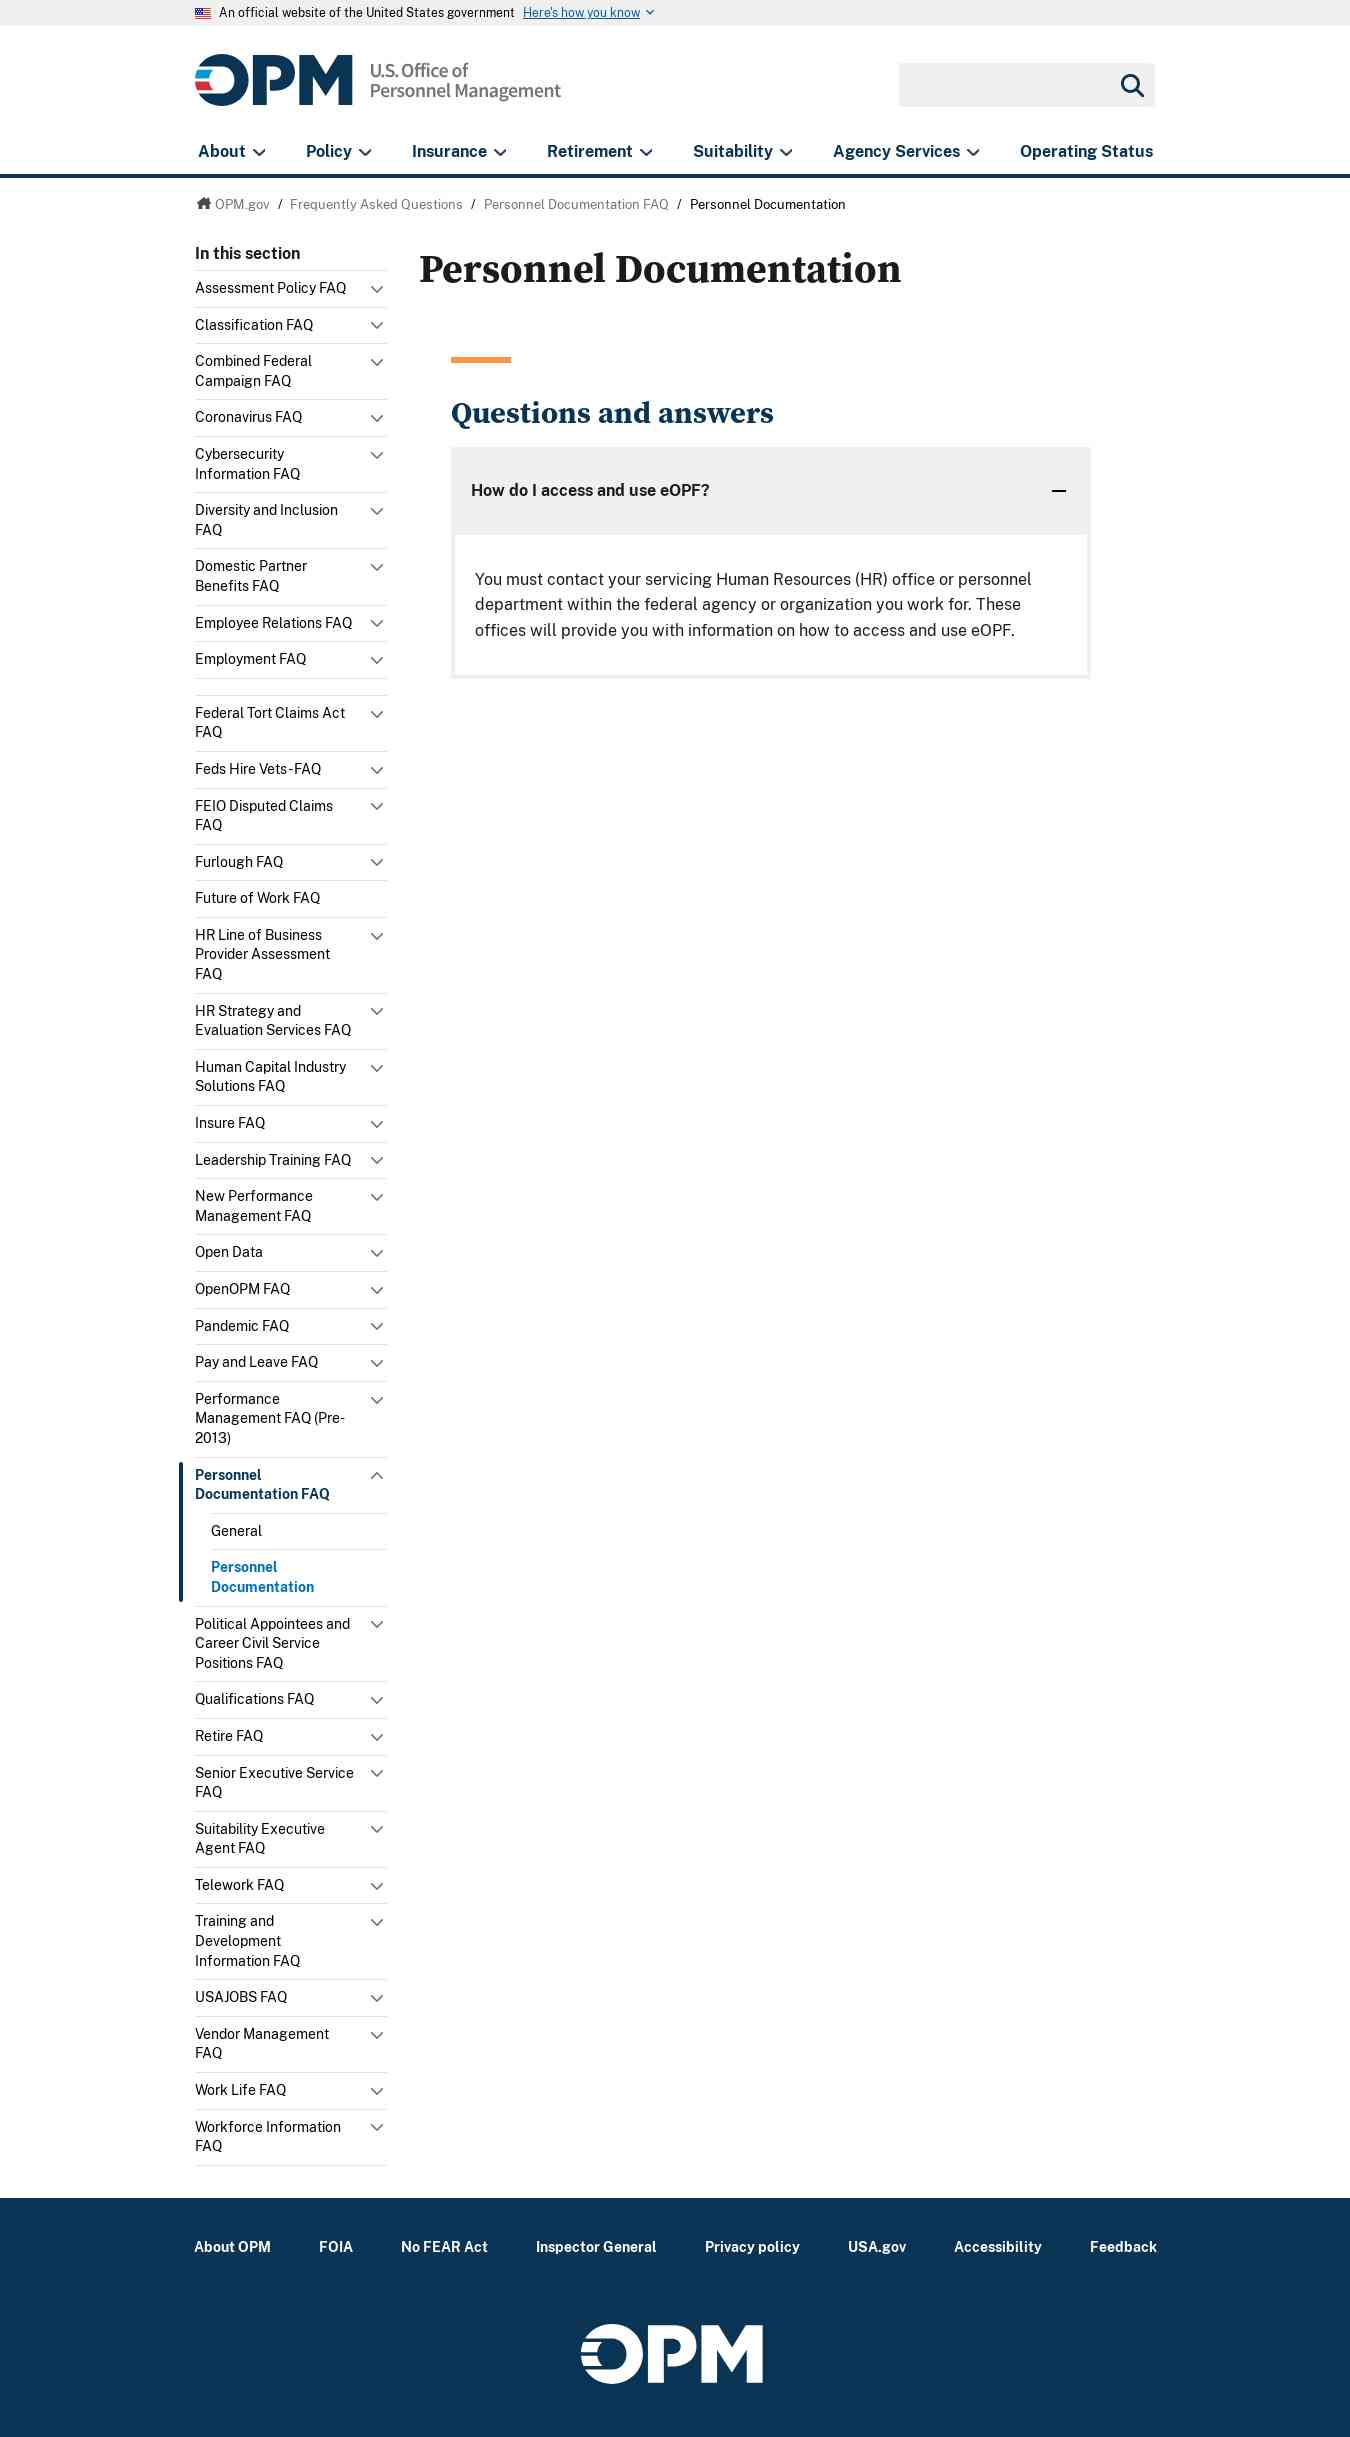 An official website of the United States government Here's how you know
OPM U.S. Office of
Personnel Management
About Policy Insurance Retirement Suitability Agency Services Operating Status
OPM.gov / Frequently Asked Questions / Personnel Documentation FAQ / Personnel Documentation
In this section
Assessment Policy FAQ
Classification FAQ
Combined Federal
Campaign FAQ
Coronavirus FAQ
Cybersecurity
Information FAQ
Diversity and Inclusion
FAQ
Domestic Partner
Benefits FAQ
Employee Relations FAQ
Employment FAQ
Federal Tort Claims Act
FAQ
Feds Hire Vets-FAQ
FEIO Disputed Claims
FAQ
Furlough FAQ
Future of Work FAQ
HR Line of Business
Provider Assessment
FAQ
HR Strategy and
Evaluation Services FAQ
Human Capital Industry
Solutions FAQ
Insure FAQ
Leadership Training FAQ
New Performance
Management FAQ
Open Data
OpenOPM FAQ
Pandemic FAQ
Pay and Leave FAQ
Performance
Management FAQ (Pre-
2013)
Personnel
Documentation FAQ
General
Personnel
Documentation
Political Appointees and
Career Civil Service
Positions FAQ
Qualifications FAQ
Retire FAQ
Senior Executive Service
FAQ
Suitability Executive
Agent FAQ
Telework FAQ
Training and
Development
Information FAQ
USAJOBS FAQ
Vendor Management
FAQ
Work Life FAQ
Workforce Information
FAQ
Personnel Documentation
Questions and answers
How do I access and use eOPF?
You must contact your servicing Human Resources (HR) office or personnel
department within the federal agency or organization you work for. These
offices will provide you with information on how to access and use eOPF.
About OPM FOIA No FEAR Act Inspector General Privacy policy USA.gov Accessibility Feedback
OPM